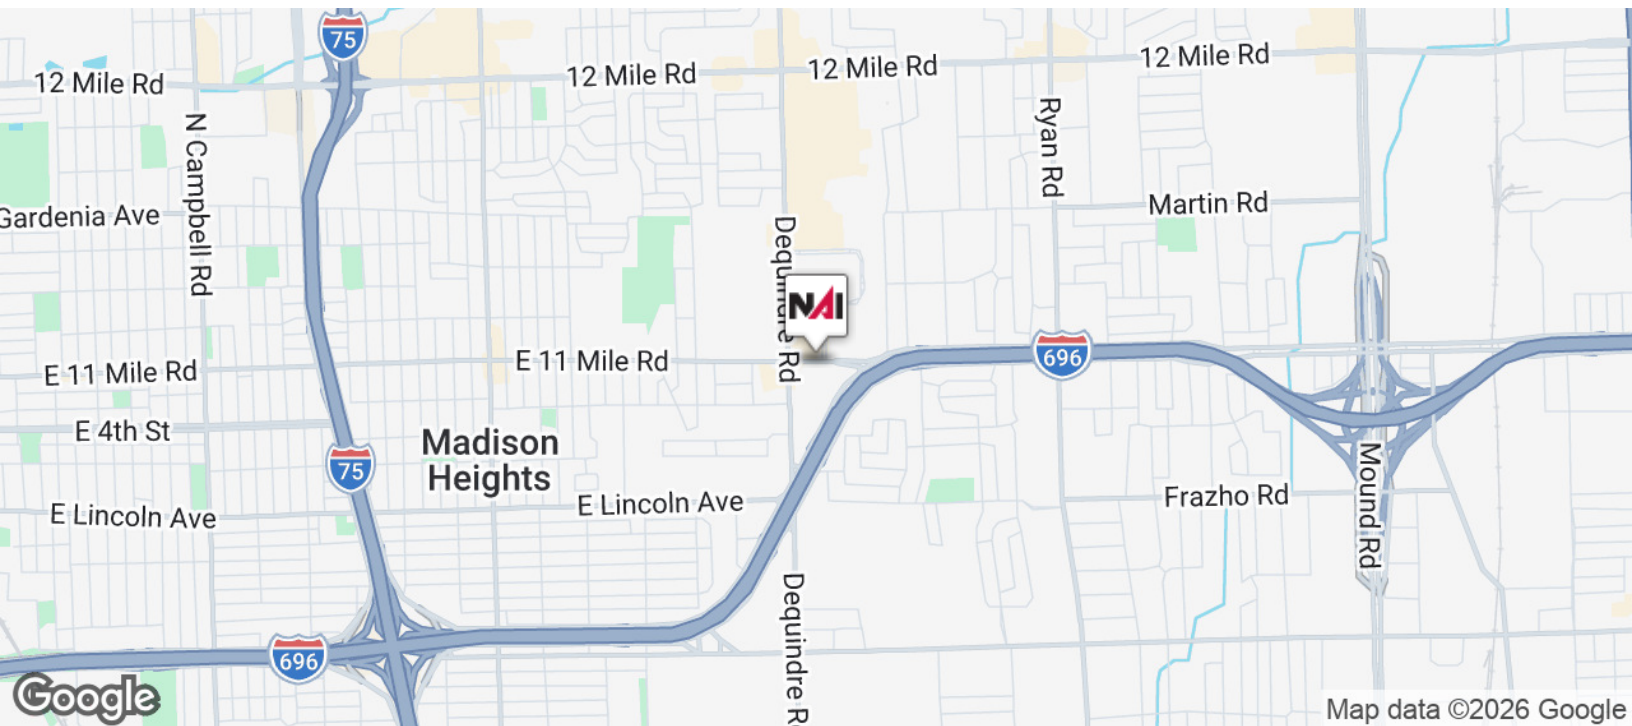 75
12 Mile Rd
12 Mile Rd
12 Mile Rd
12 Mile Rd
N Campbell Rd
Ryan Rd
Gardenia Ave
Martin Rd
Dequindre Rd
NAI
E 11 Mile Rd
E 11 Mile Rd
696
E 4th St
Madison
Heights
75
E Lincoln Ave
E Lincoln Ave
Frazho Rd
Mound Rd
Dequindre R
696
Google
Map data ©2026 Google